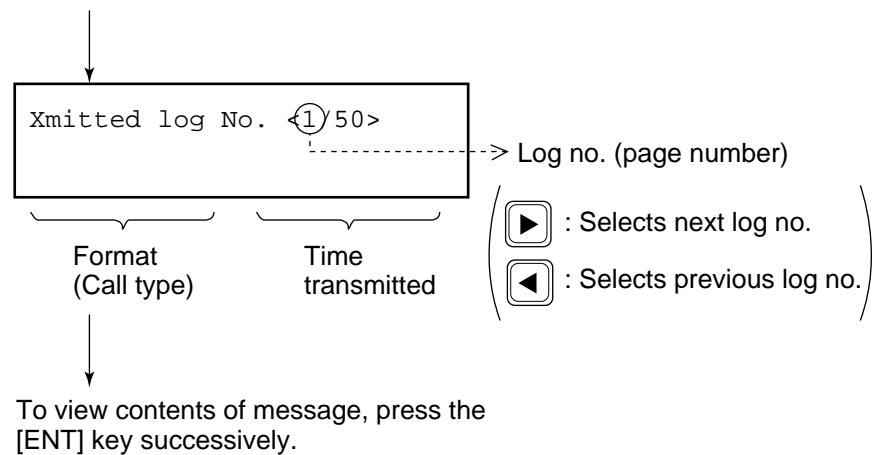 Xmitted log No. <1/50>
Log no. (page number)
: Selects next log no.
: Selects previous log no.
Format
(Call type)
Time
transmitted
To view contents of message, press the
[ENT] key successively.